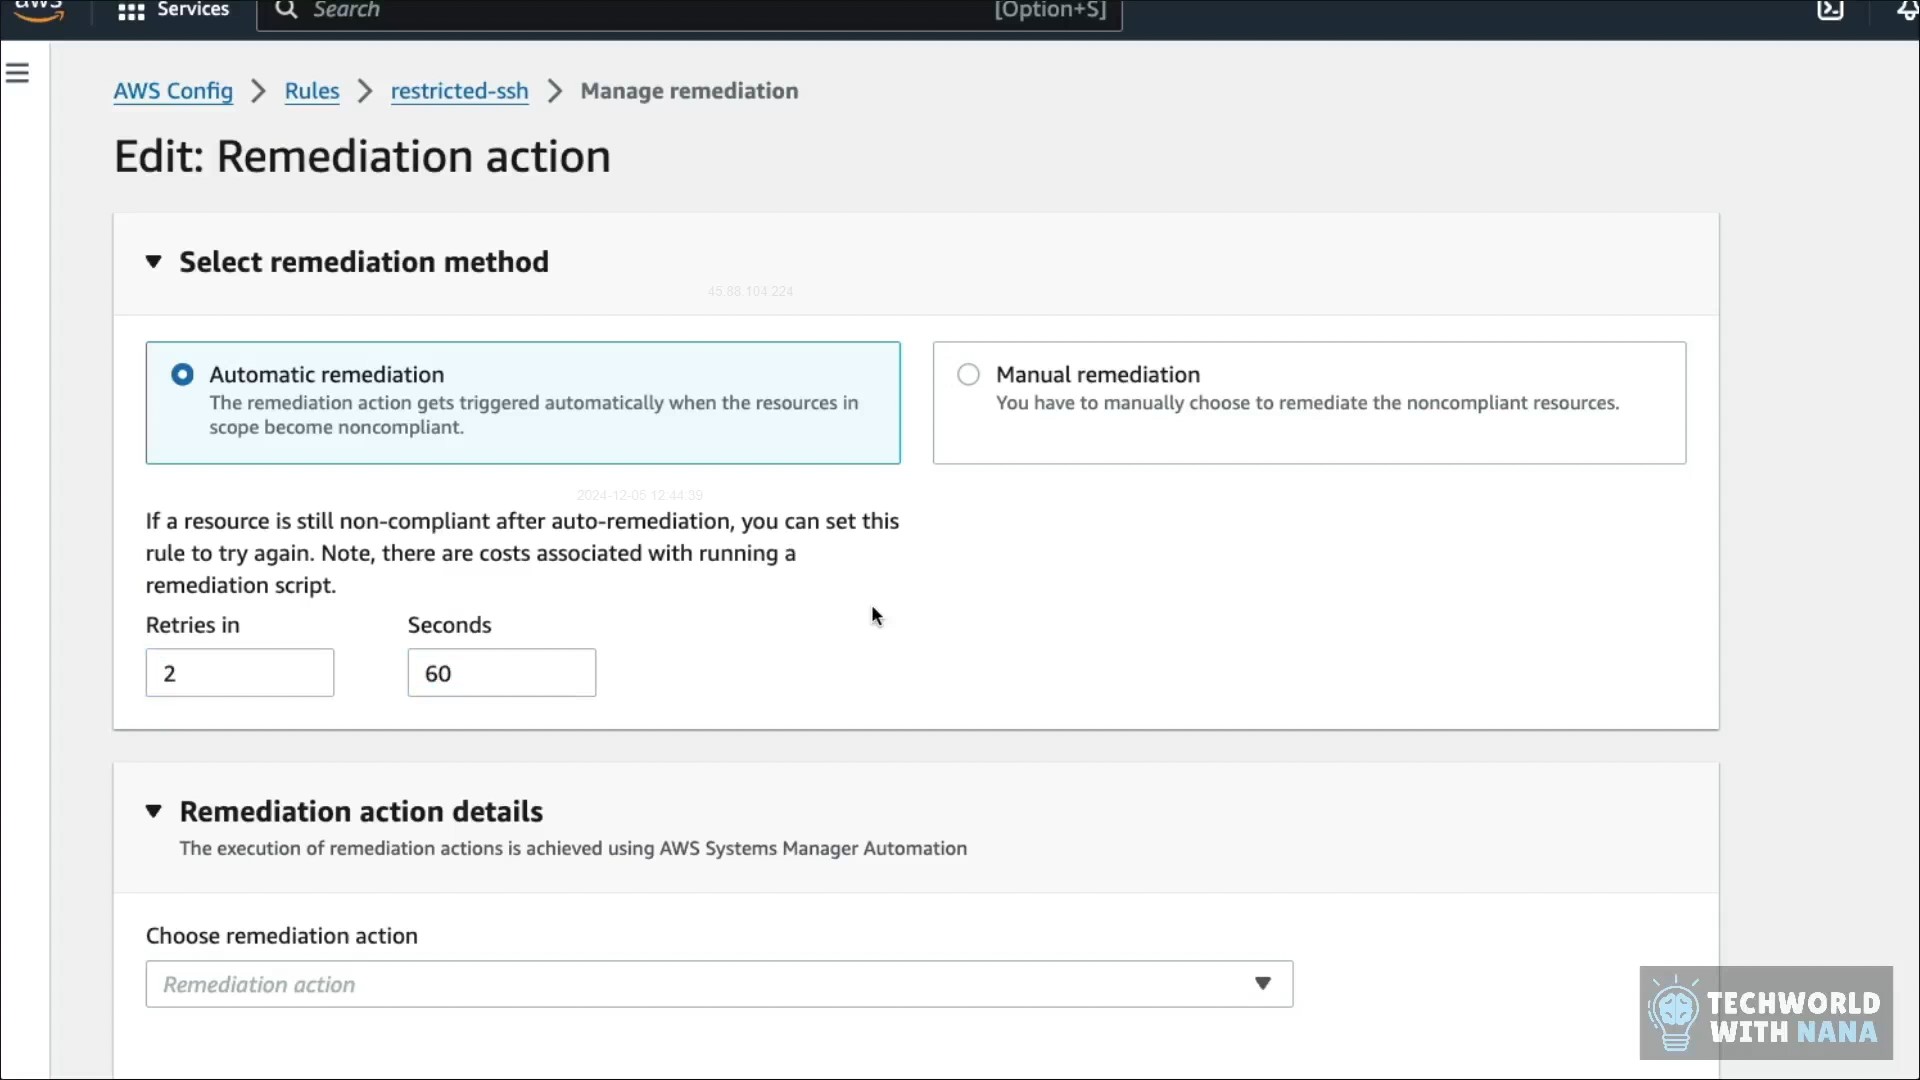 aws
Services
Search
[Option+S]
AWS Config > Rules > restricted-ssh > Manage remediation
Edit: Remediation action
Select remediation method
45.88.104.224
Automatic remediation
The remediation action gets triggered automatically when the resources in
scope become noncompliant.
Manual remediation
You have to manually choose to remediate the noncompliant resources.
2024-12-05 12:44:39
If a resource is still non-compliant after auto-remediation, you can set this
rule to try again. Note, there are costs associated with running a
remediation script.
Retries in
Seconds
2
60
Remediation action details
The execution of remediation actions is achieved using AWS Systems Manager Automation
Choose remediation action
Remediation action
TECHWORLD
WITH NANA